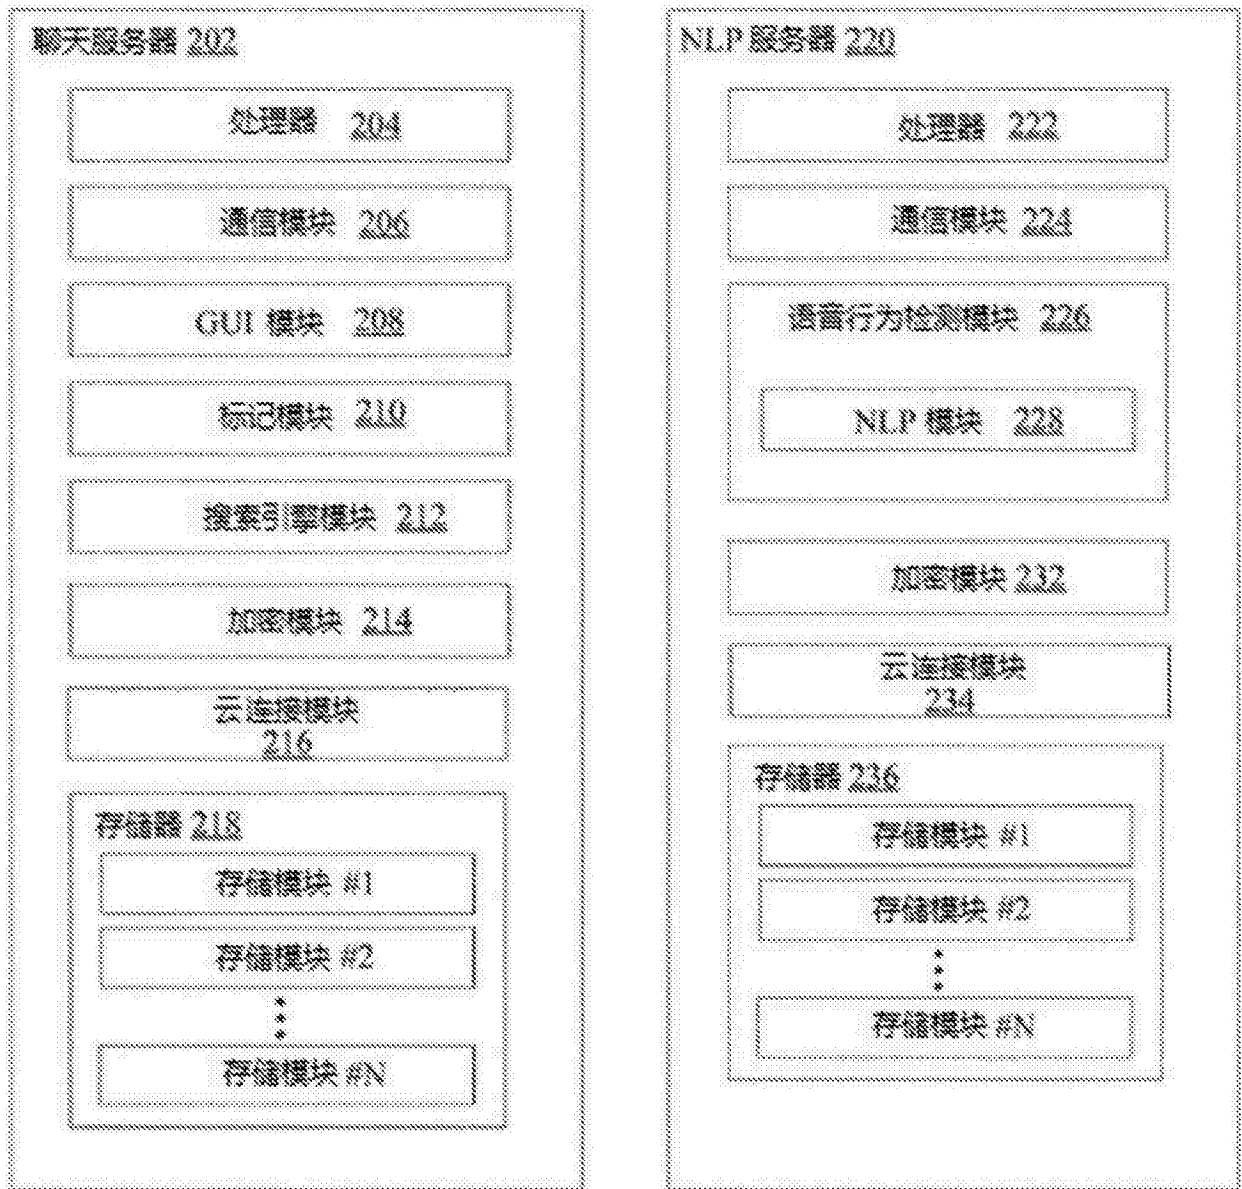 聊天服务器 202
处理器 204
通信模块 206
GUI 模块 208
标记模块 210
搜索引擎模块 212
加密模块 214
云连接模块
216
存储器 218
存储模块 #1
存储模块 #2
存储模块 #N
NLP 服务器 220
处理器 222
通信模块 224
语音行为检测模块 226
NLP 模块 228
加密模块 232
云连接模块
234
存储器 236
存储模块 #1
存储模块 #2
存储模块 #N